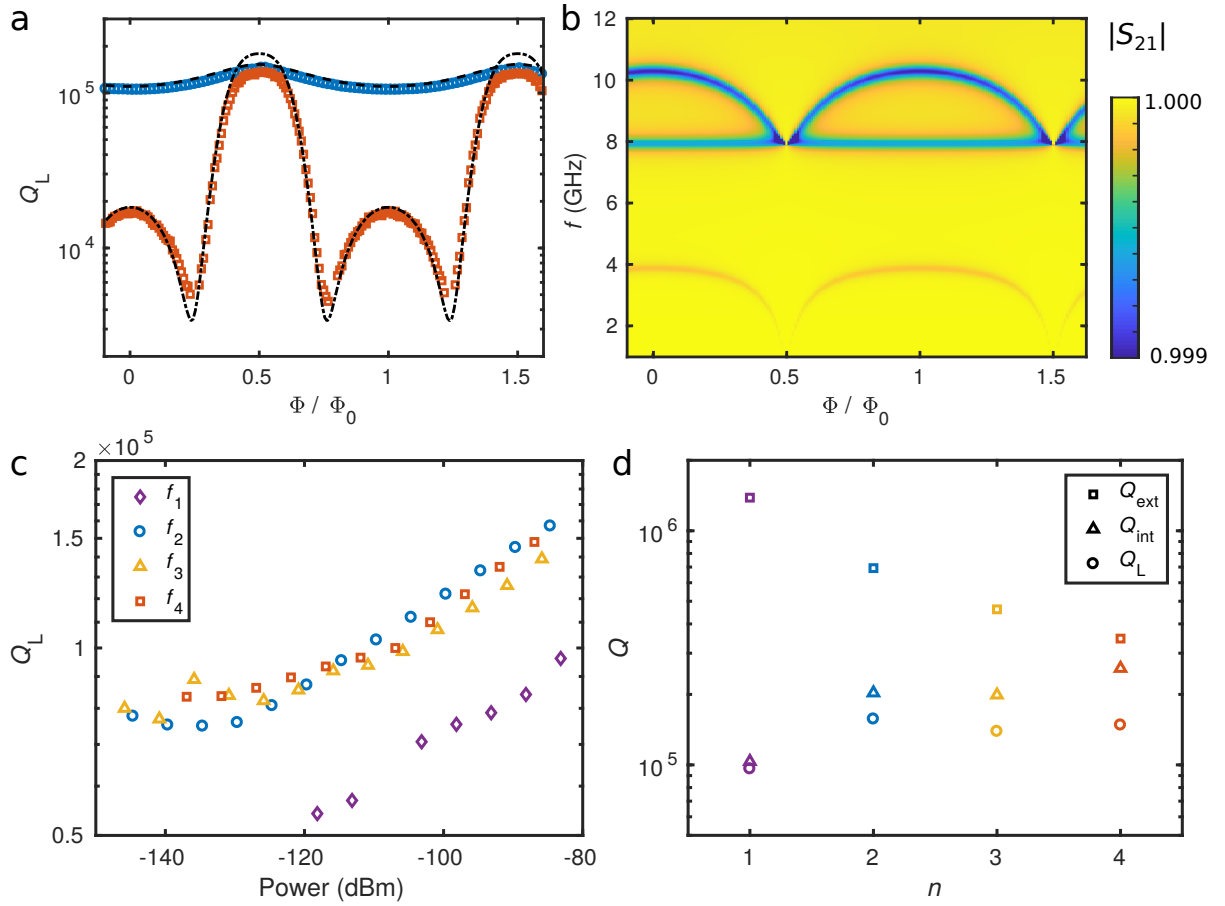 a
10^5
10^4
Q_L
0
0.5
1
1.5
Φ / Φ_0
b
12
10
8
6
4
2
f (GHz)
0
0.5
1
1.5
Φ / Φ_0
|S_21|
1.000
0.999
c
×10^5
2
1.5
1
0.5
Q_L
f_1
f_2
f_3
f_4
-140
-120
-100
-80
Power (dBm)
d
10^6
10^5
Q
Q_ext
Q_int
Q_L
1
2
3
4
n